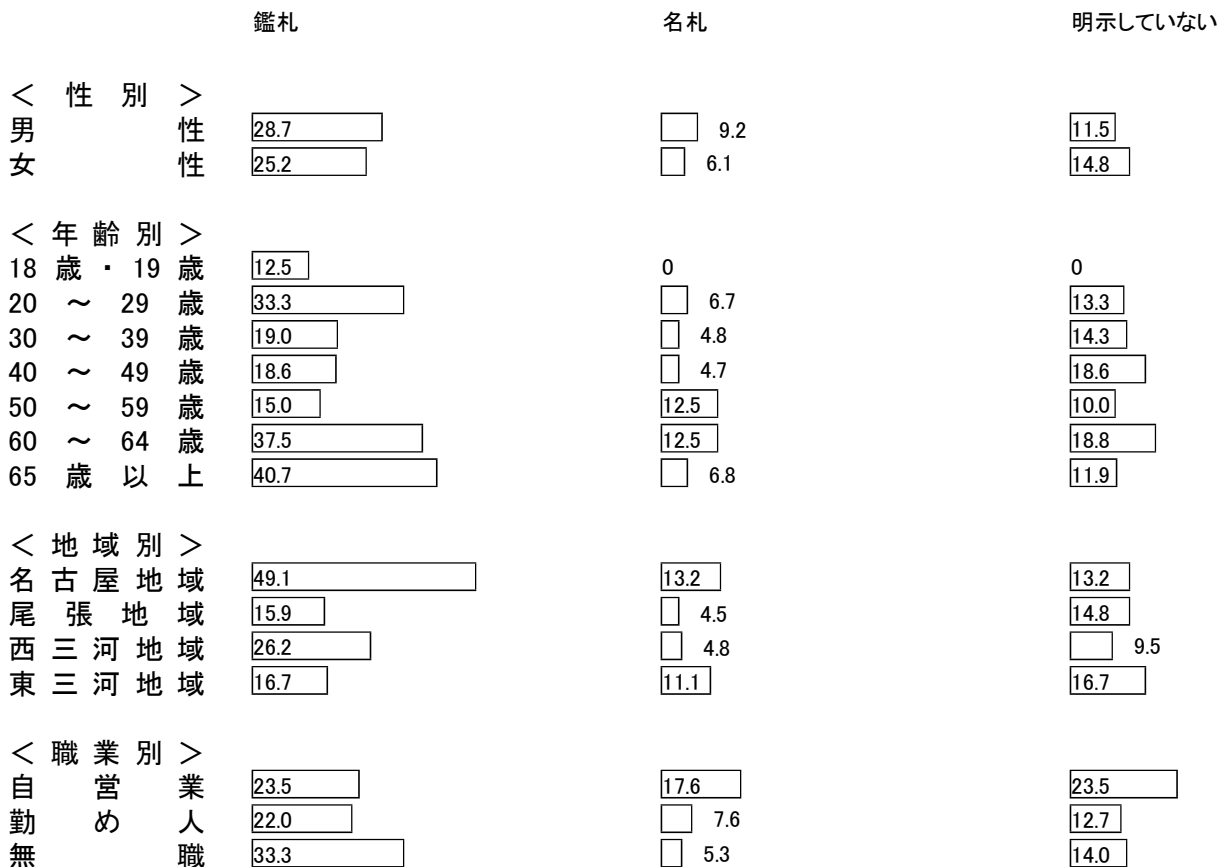 鑑札 名札 明示していない
＜ 性 別 ＞
男 性 28.7 9.2 11.5
女 性 25.2 6.1 14.8
＜ 年 齢 別 ＞
18 歳 ・ 19 歳 12.5 0 0
20 ～ 29 歳 33.3 6.7 13.3
30 ～ 39 歳 19.0 4.8 14.3
40 ～ 49 歳 18.6 4.7 18.6
50 ～ 59 歳 15.0 12.5 10.0
60 ～ 64 歳 37.5 12.5 18.8
65 歳 以 上 40.7 6.8 11.9
＜ 地 域 別 ＞
名 古 屋 地 域 49.1 13.2 13.2
尾 張 地 域 15.9 4.5 14.8
西 三 河 地 域 26.2 4.8 9.5
東 三 河 地 域 16.7 11.1 16.7
＜ 職 業 別 ＞
自 営 業 23.5 17.6 23.5
勤 め 人 22.0 7.6 12.7
無 職 33.3 5.3 14.0